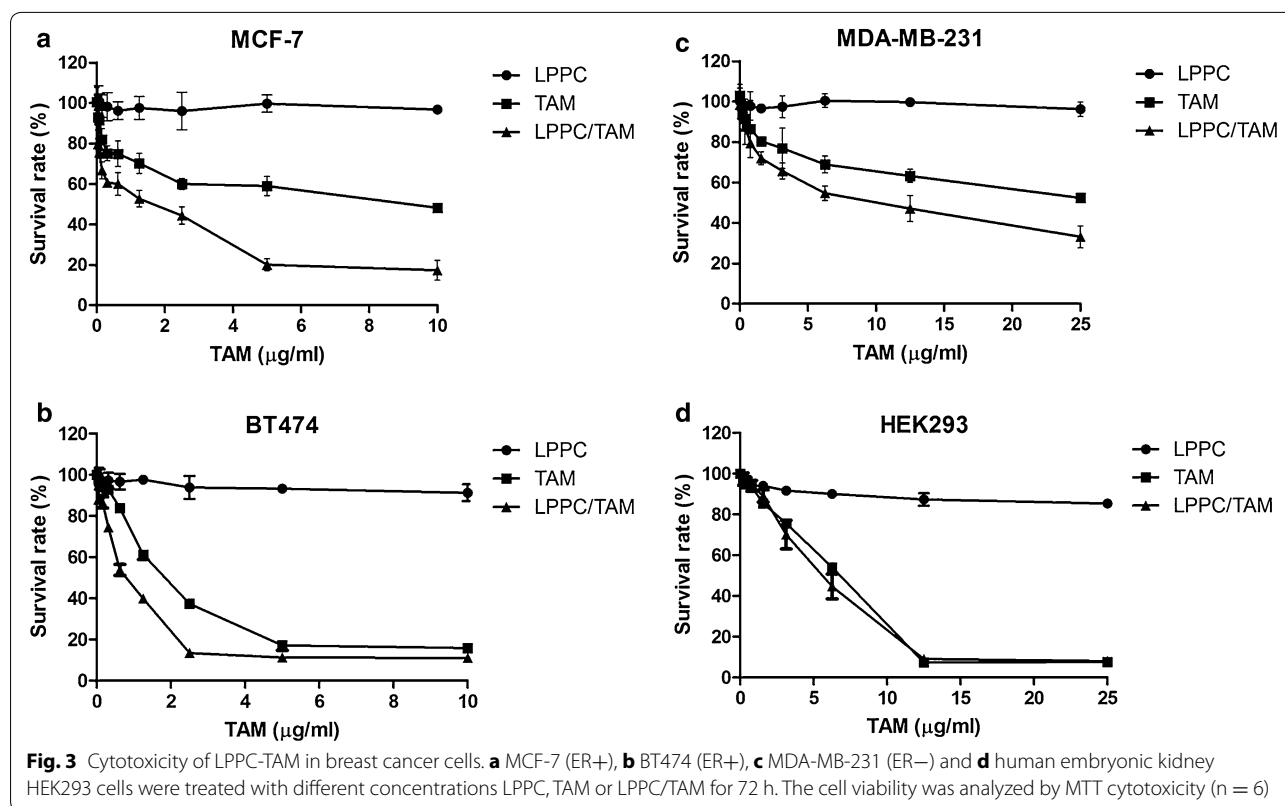 a
MCF-7
120
100
80
60
40
20
0
Survival rate (%)
0 2 4 6 8 10
TAM (μg/ml)
LPPC
TAM
LPPC/TAM
c
MDA-MB-231
120
100
80
60
40
20
0
Survival rate (%)
0 5 10 15 20 25
TAM (μg/ml)
LPPC
TAM
LPPC/TAM
b
BT474
120
100
80
60
40
20
0
Survival rate (%)
0 2 4 6 8 10
TAM (μg/ml)
LPPC
TAM
LPPC/TAM
d
HEK293
120
100
80
60
40
20
0
Survival rate (%)
0 5 10 15 20 25
TAM (μg/ml)
LPPC
TAM
LPPC/TAM
Fig. 3 Cytotoxicity of LPPC-TAM in breast cancer cells. a MCF-7 (ER+), b BT474 (ER+), c MDA-MB-231 (ER−) and d human embryonic kidney
HEK293 cells were treated with different concentrations LPPC, TAM or LPPC/TAM for 72 h. The cell viability was analyzed by MTT cytotoxicity (n = 6)